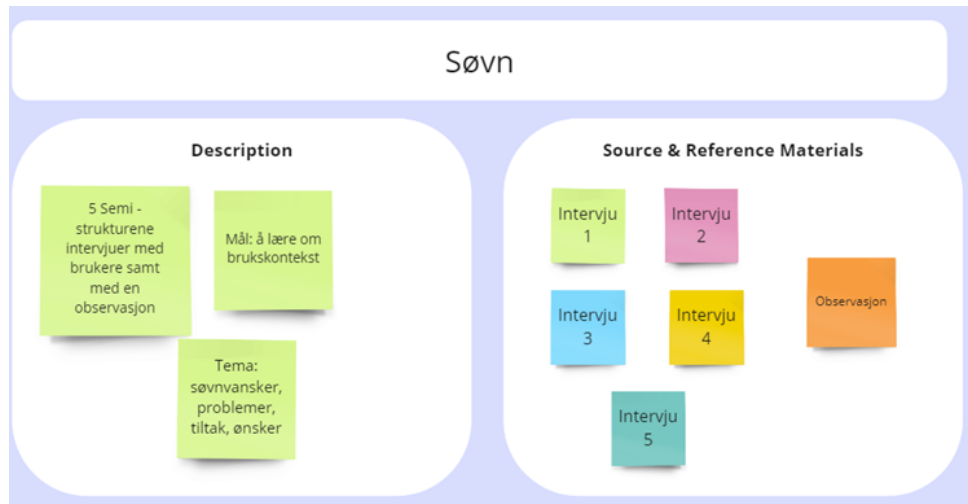 Søvn
Description
5 Semi -
strukturene
intervjuer med
brukere samt
med en
observasjon
Mål: å lære om
brukskontekst
Tema:
søvnvansker,
problemer,
tiltak, ønsker
Source & Reference Materials
Intervju
1
Intervju
2
Intervju
3
Intervju
4
Observasjon
Intervju
5